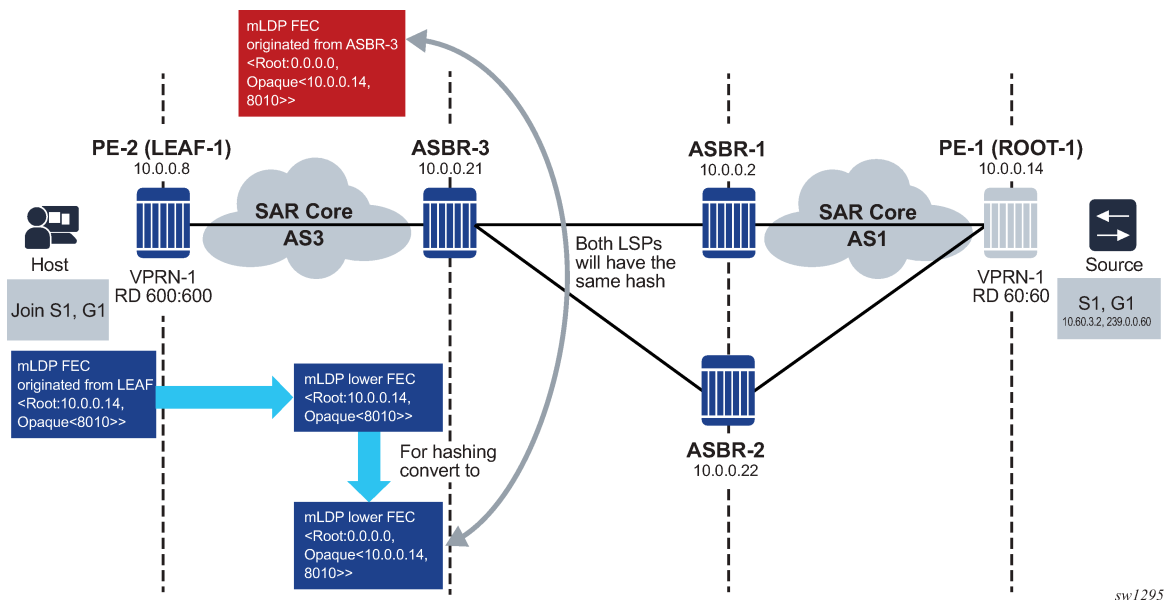 mLDP FEC
originated from ASBR-3
<Root:0.0.0.0,
Opaque<10.0.0.14,
8010>>
PE-2 (LEAF-1)
10.0.0.8
ASBR-3
10.0.0.21
ASBR-1
10.0.0.2
PE-1 (ROOT-1)
10.0.0.14
SAR Core
AS3
SAR Core
AS1
Both LSPs
will have the
same hash
Host
VPRN-1
RD 600:600
Join S1, G1
VPRN-1
RD 60:60
Source
S1, G1
10.60.3.2, 239.0.0.60
mLDP FEC
originated from LEAF
<Root:10.0.0.14,
Opaque<8010>>
mLDP lower FEC
<Root:10.0.0.14,
Opaque<8010>>
For hashing
convert to
ASBR-2
10.0.0.22
mLDP lower FEC
<Root:0.0.0.0,
Opaque<10.0.0.14,
8010>>
sw1295